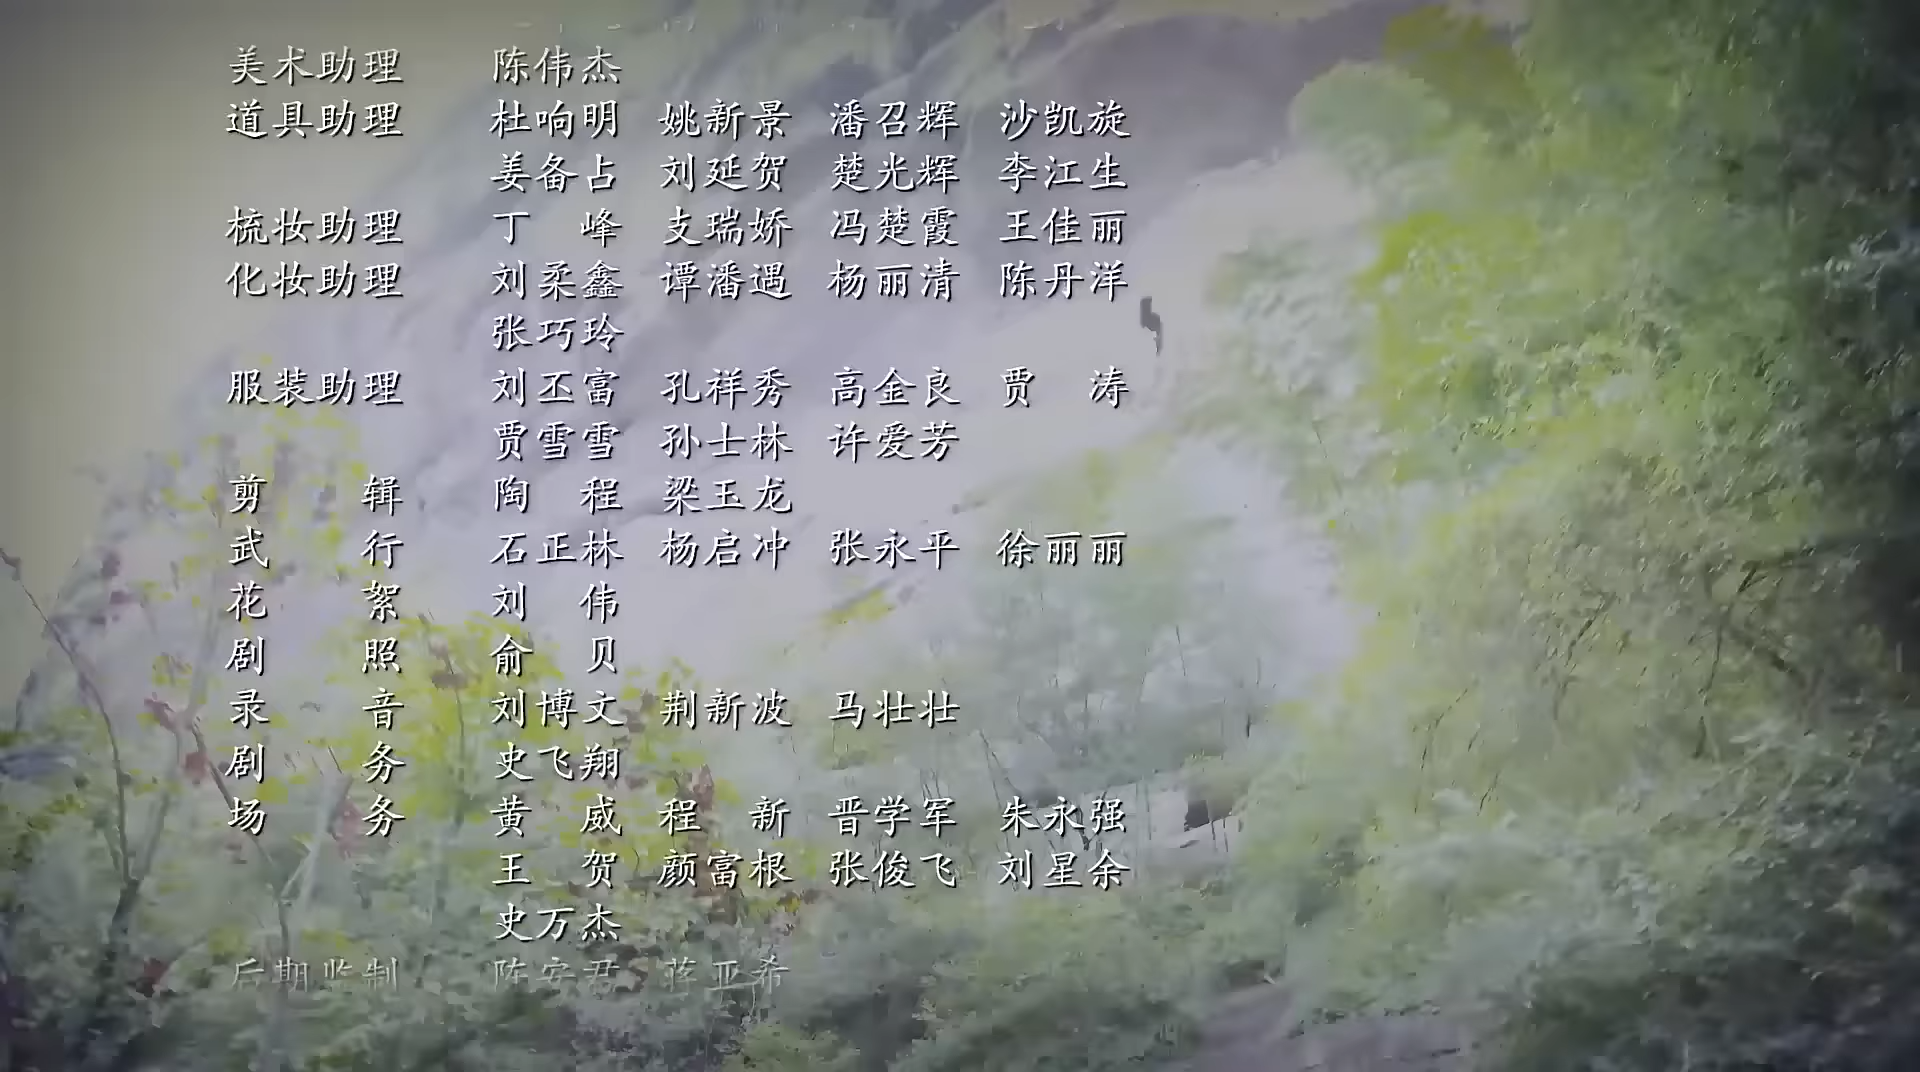 美术助理 陈伟杰
道具助理 杜响明 姚新景 潘召辉 沙凯旋
姜备占 刘延贺 楚光辉 李江生
梳妆助理 丁 峰 支瑞娇 冯楚霞 王佳丽
化妆助理 刘柔鑫 谭潘遇 杨丽清 陈丹洋
张巧玲
服装助理 刘丕富 孔祥秀 高金良 贾 涛
贾雪雪 孙士林 许爱芳
剪 辑 陶 程 梁玉龙
武 行 石正林 杨启冲 张永平 徐丽丽
花 絮 刘 伟
剧 照 俞 贝
录 音 刘博文 荆新波 马壮壮
剧 务 史飞翔
场 务 黄 威 程 新 晋学军 朱永强
王 贺 颜富根 张俊飞 刘星余
史万杰
后期监制 陈安君 蒋亚希